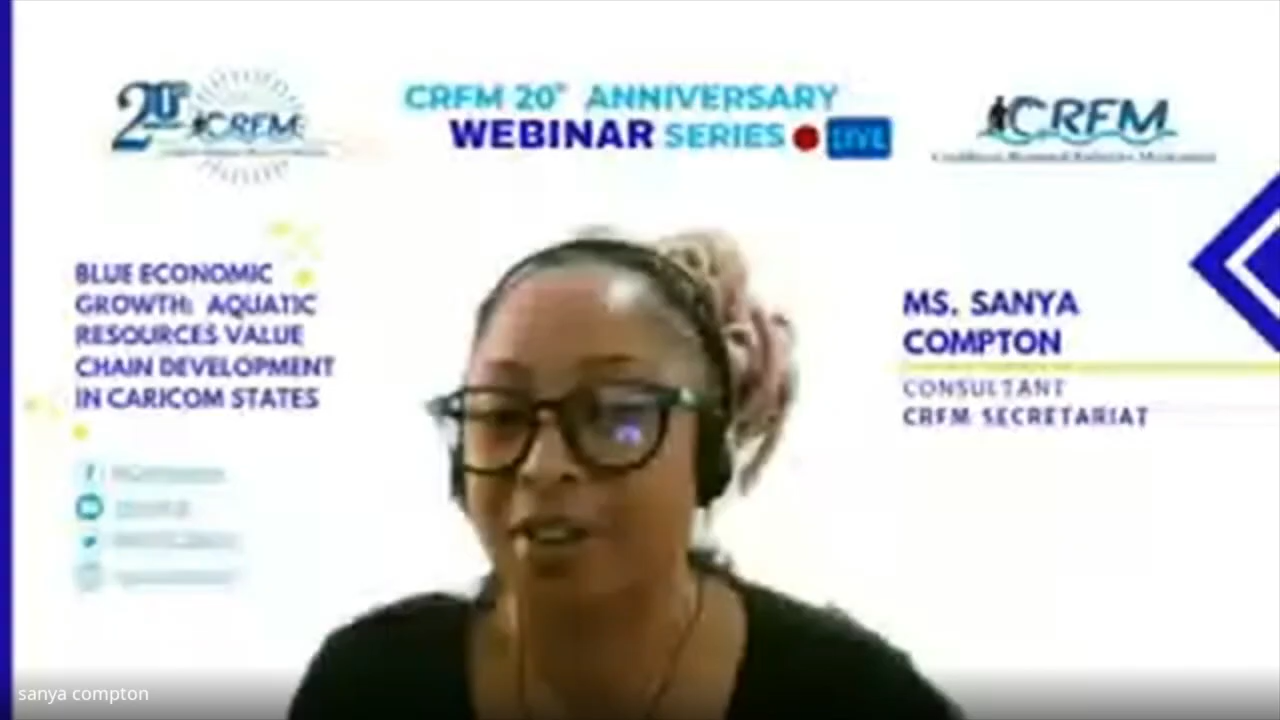 20th CRFM
CRFM 20th ANNIVERSARY
WEBINAR SERIES LIVE
CRFM
BLUE ECONOMIC
GROWTH: AQUATIC
RESOURCES VALUE
CHAIN DEVELOPMENT
IN CARICOM STATES
MS. SANYA
COMPTON
CONSULTANT
CRFM SECRETARIAT
sanya compton